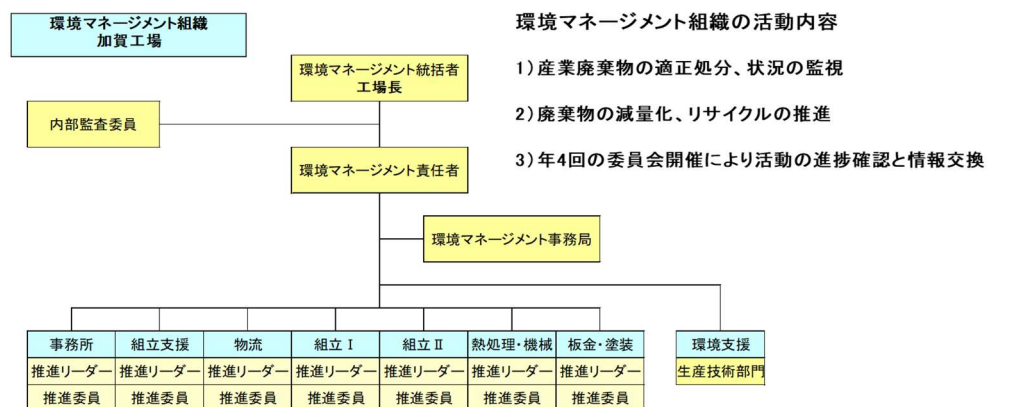 環境マネージメント組織
加賀工場
環境マネージメント組織の活動内容
1)産業廃棄物の適正処分、状況の監視
2)廃棄物の減量化、リサイクルの推進
3)年4回の委員会開催により活動の進捗確認と情報交換
環境マネージメント統括者
工場長
内部監査委員
環境マネージメント責任者
環境マネージメント事務局
事務所 組立支援 物流 組立Ⅰ 組立Ⅱ 熱処理・機械 板金・塗装 環境支援
推進リーダー 推進リーダー 推進リーダー 推進リーダー 推進リーダー 推進リーダー 推進リーダー 生産技術部門
推進委員 推進委員 推進委員 推進委員 推進委員 推進委員 推進委員